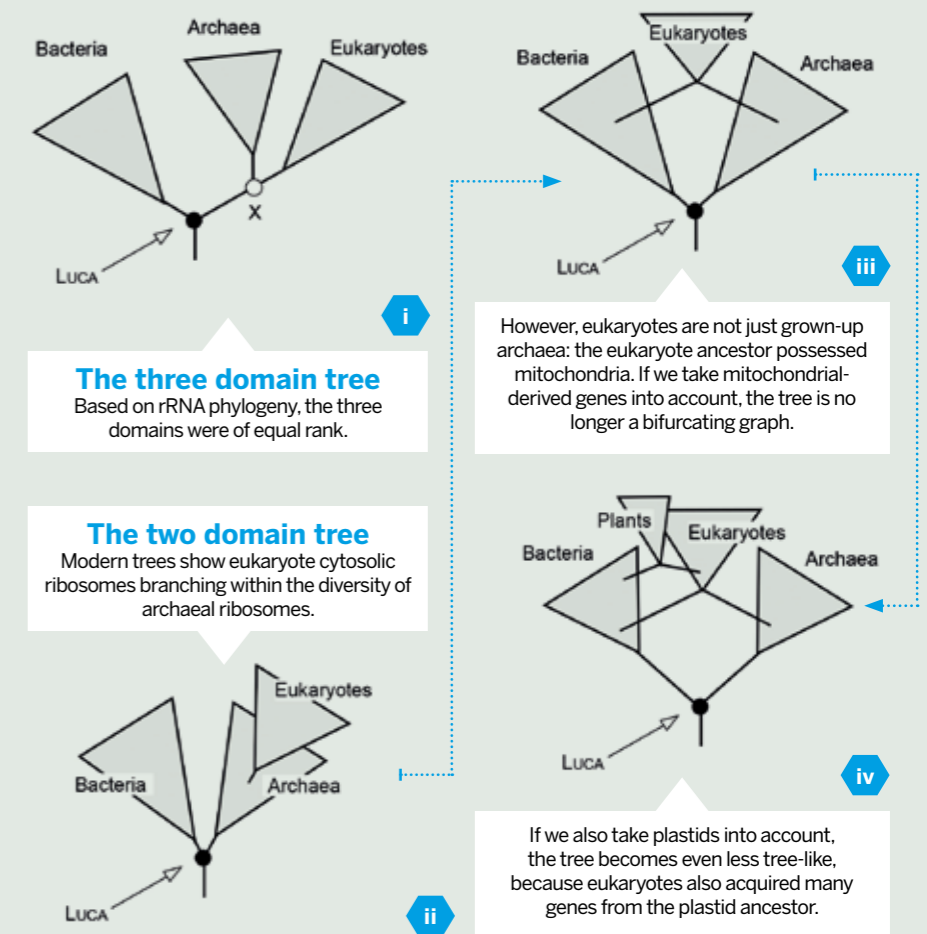 Bacteria
Archaea
Eukaryotes
X
LUCA
i
The three domain tree
Based on rRNA phylogeny, the three
domains were of equal rank.
The two domain tree
Modern trees show eukaryote cytosolic
ribosomes branching within the diversity of
archaeal ribosomes.
Eukaryotes
Bacteria
Archaea
LUCA
ii
Eukaryotes
Bacteria
Archaea
LUCA
iii
However, eukaryotes are not just grown-up
archaea: the eukaryote ancestor possessed
mitochondria. If we take mitochondrial-
derived genes into account, the tree is no
longer a bifurcating graph.
Plants
Eukaryotes
Bacteria
Archaea
LUCA
iv
If we also take plastids into account,
the tree becomes even less tree-like,
because eukaryotes also acquired many
genes from the plastid ancestor.